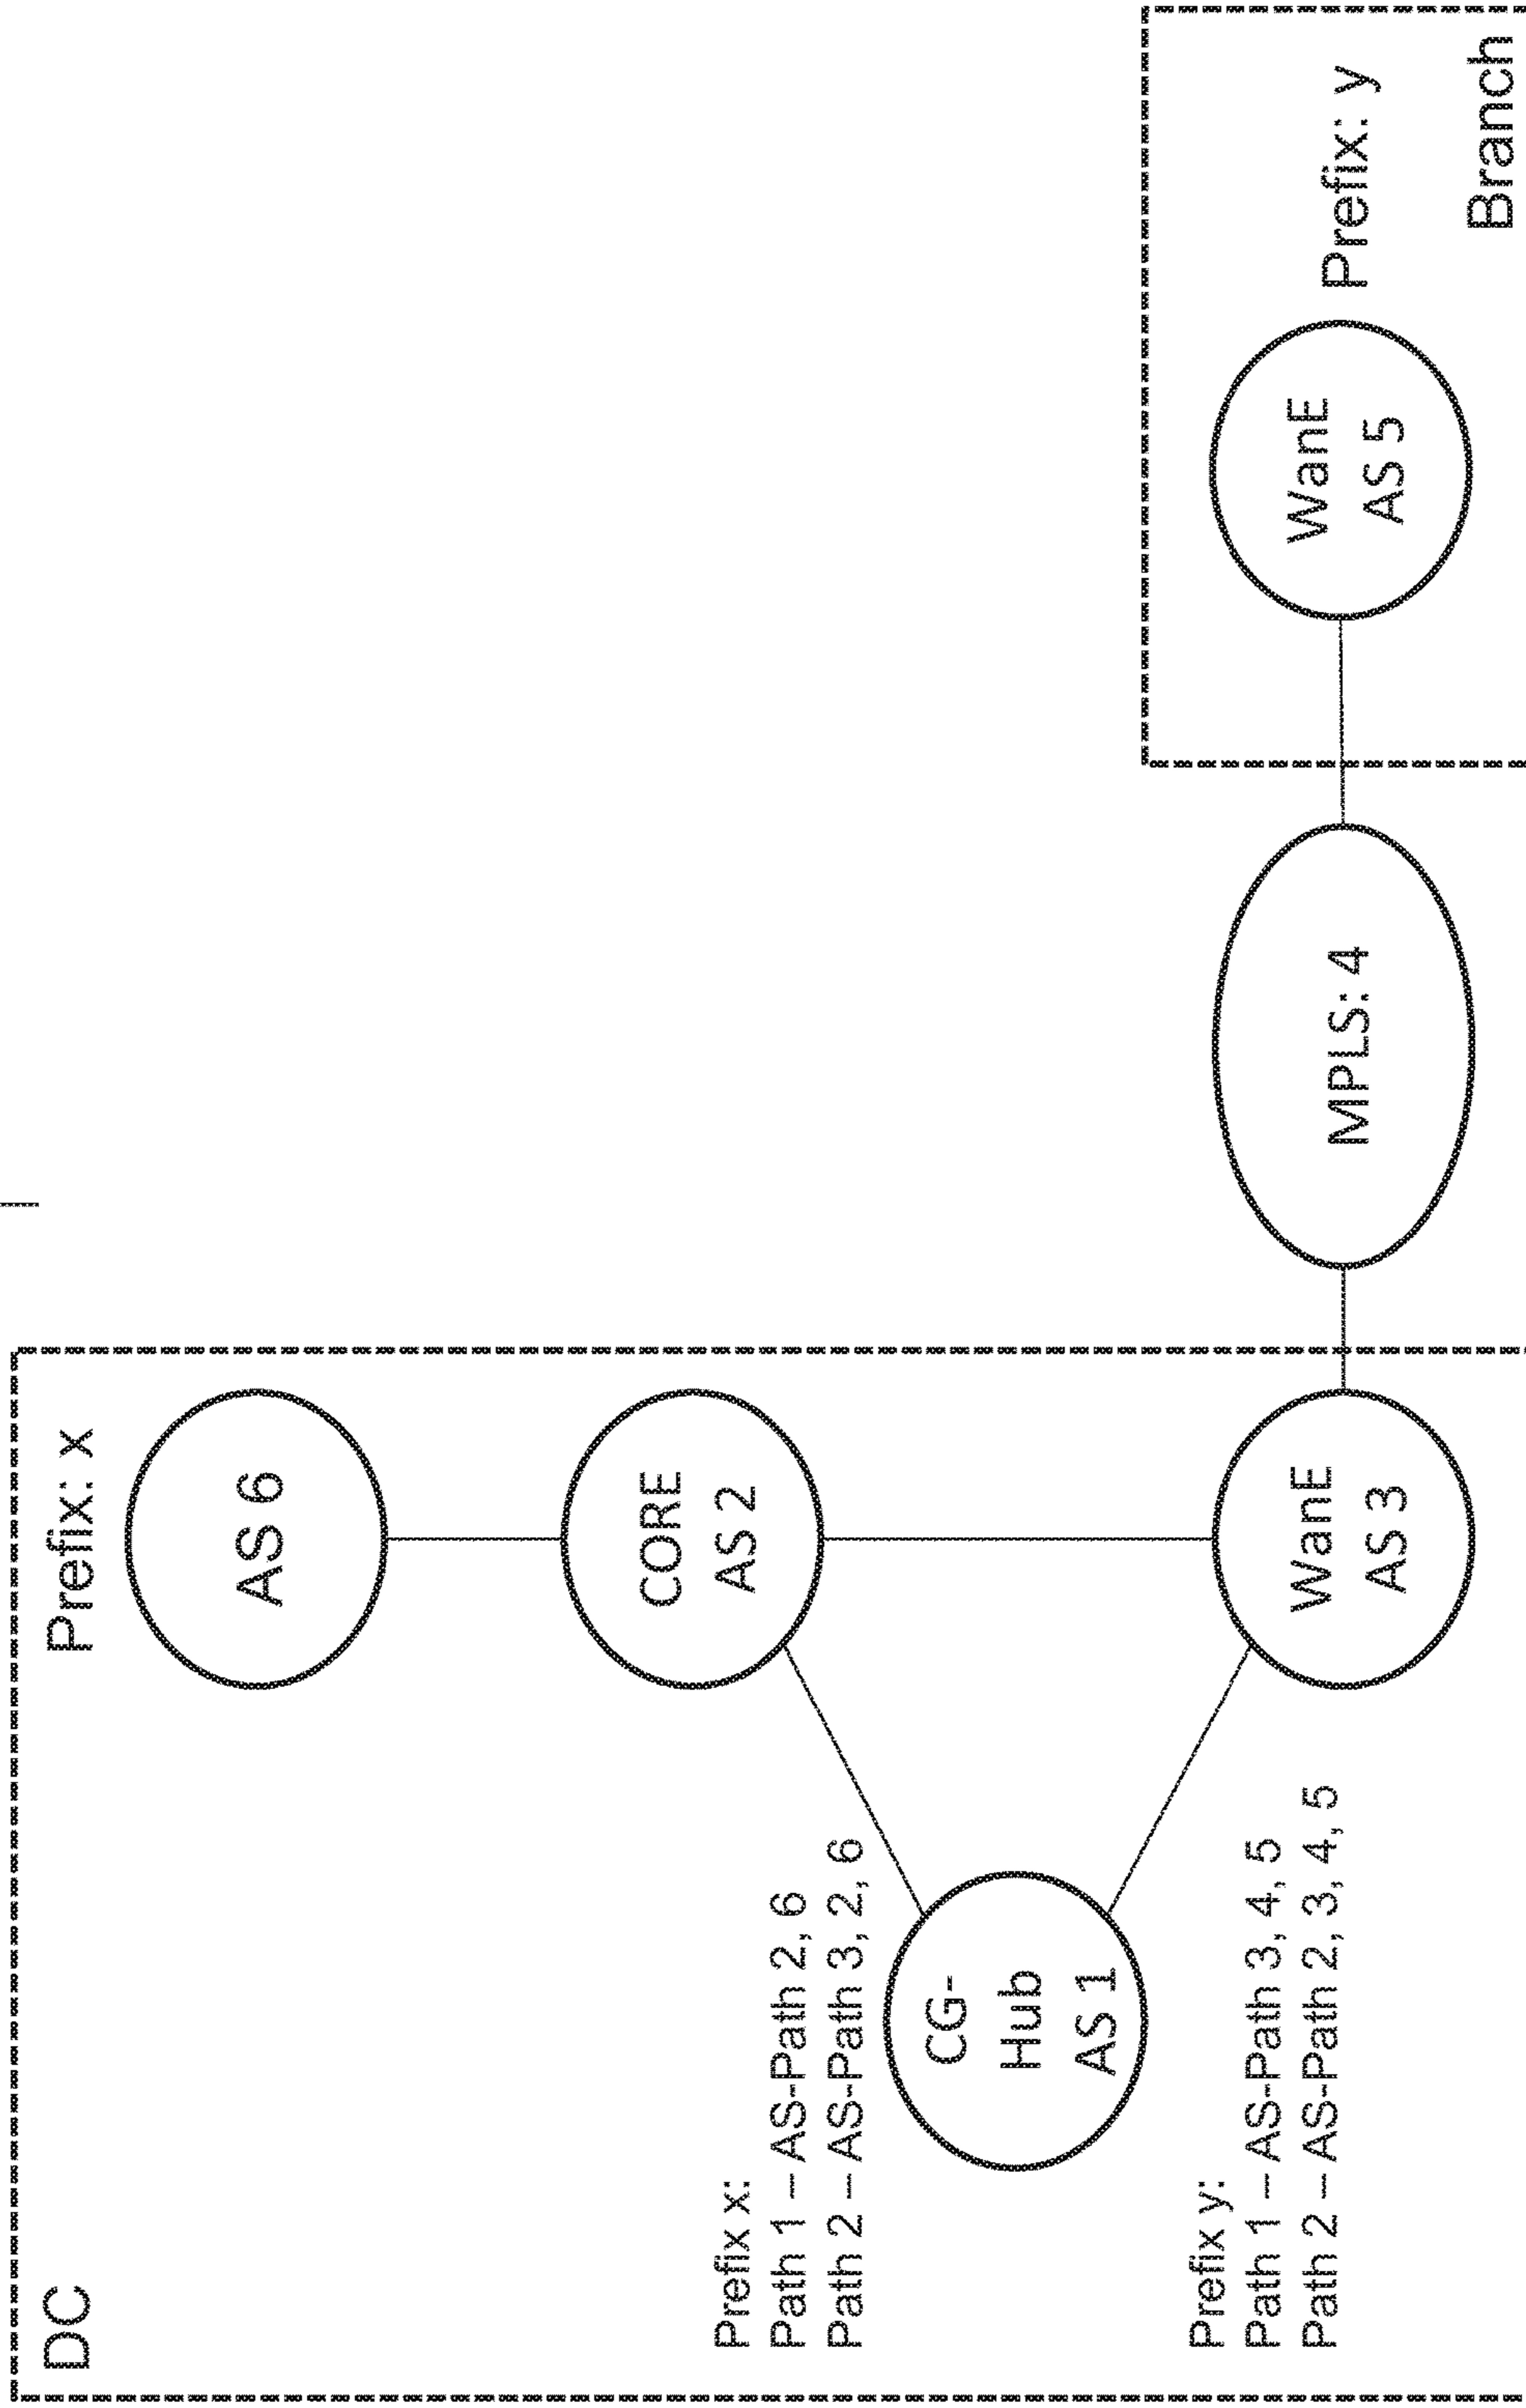 DC
Prefix: x
AS 6
CORE
AS 2
Prefix x:
Path 1 – AS-Path 2, 6
Path 2 – AS-Path 3, 2, 6
CG-
Hub
AS 1
Prefix y:
Path 1 – AS-Path 3, 4, 5
Path 2 – AS-Path 2, 3, 4, 5
WanE
AS 3
MPLS: 4
WanE
AS 5
Prefix: y
Branch